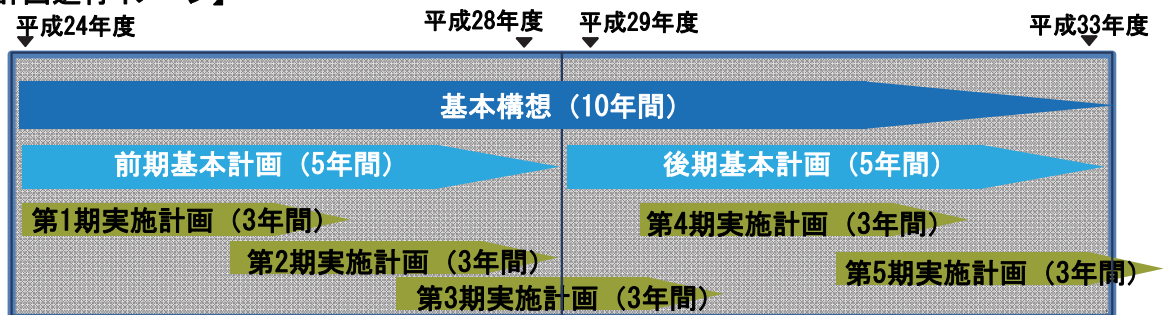 平成24年度
平成28年度
平成29年度
平成33年度
基本構想（10年間）
前期基本計画（5年間）
後期基本計画（5年間）
第1期実施計画（3年間）
第4期実施計画（3年間）
第2期実施計画（3年間）
第5期実施計画（3年間）
第3期実施計画（3年間）